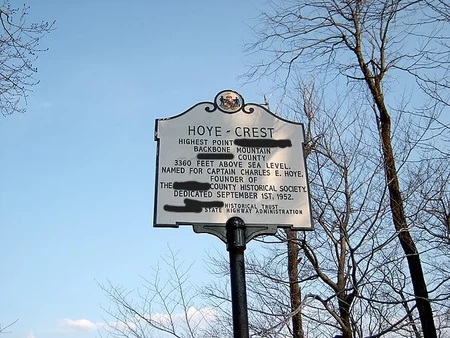 HOYE-CREST
HIGHEST POINT
BACKBONE MOUNTAIN
COUNTY
3360 FEET ABOVE SEA LEVEL.
NAMED FOR CAPTAIN CHARLES E. HOYE,
FOUNDER OF
THE COUNTY HISTORICAL SOCIETY.
DEDICATED SEPTEMBER 1ST, 1952.
HISTORICAL TRUST
STATE HIGHWAY ADMINISTRATION